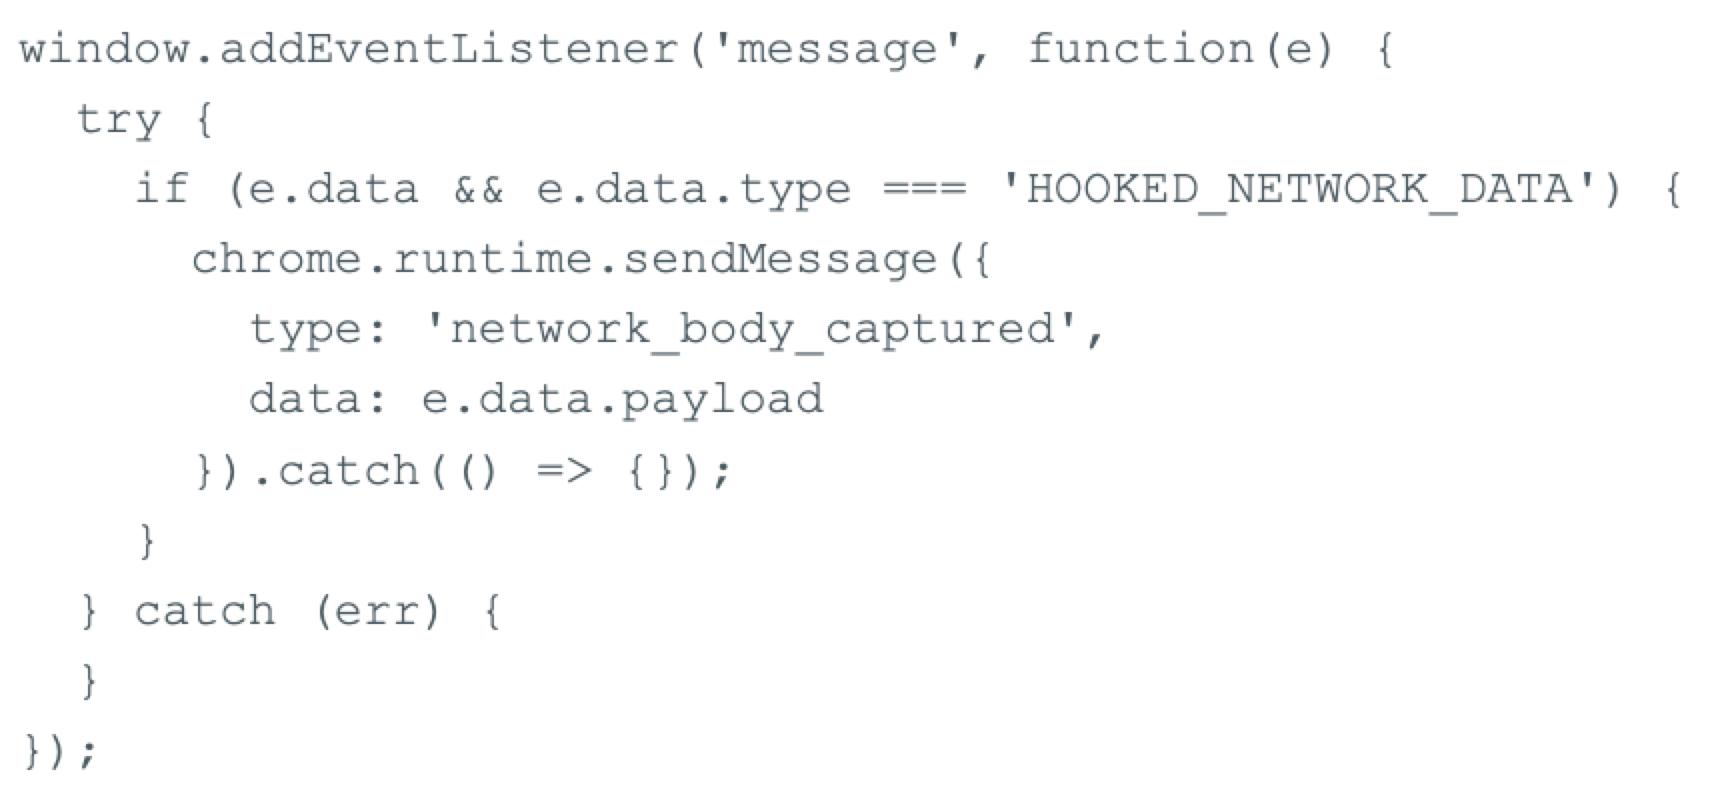 window.addEventListener('message', function(e) {
  try {
    if (e.data && e.data.type === 'HOOKED_NETWORK_DATA') {
      chrome.runtime.sendMessage({
        type: 'network_body_captured',
        data: e.data.payload
      }).catch(() => {});
    }
  } catch (err) {
  }
});